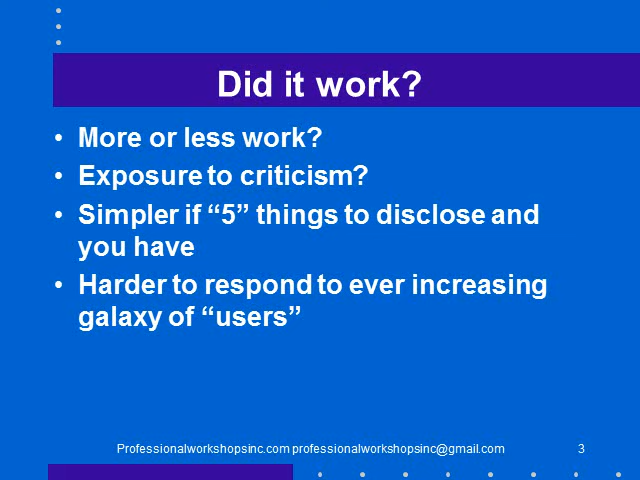 Did it work?
• More or less work?
• Exposure to criticism?
• Simpler if “5” things to disclose and
you have
• Harder to respond to ever increasing
galaxy of “users”
Professionalworkshopsinc.com professionalworkshopsinc@gmail.com 3